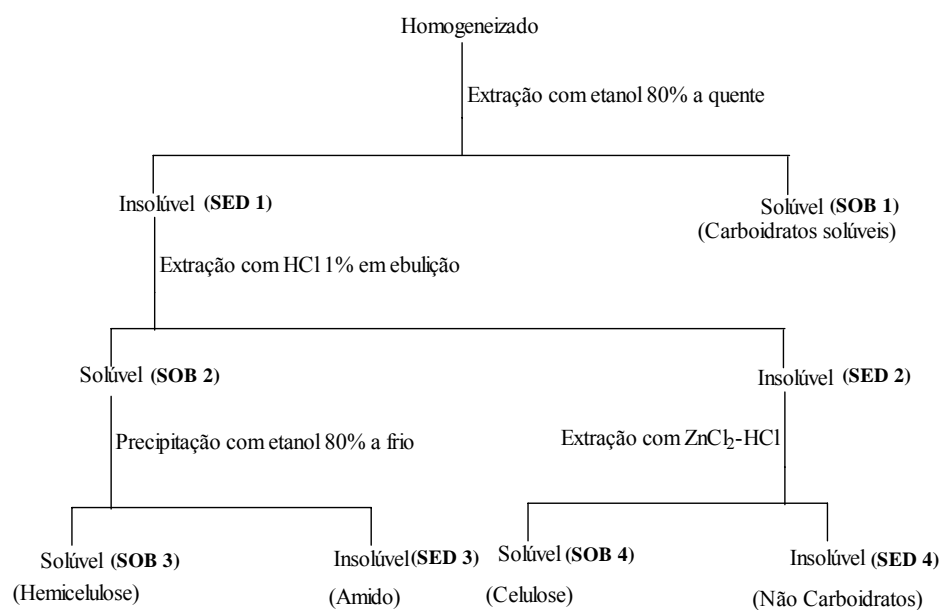 Homogeneizado
Extração com etanol 80% a quente
Insolúvel (SED 1)
Solúvel (SOB 1)
(Carboidratos solúveis)
Extração com HCl 1% em ebulição
Solúvel (SOB 2)
Insolúvel (SED 2)
Precipitação com etanol 80% a frio
Extração com ZnCl₂-HCl
Solúvel (SOB 3)
(Hemicelulose)
Insolúvel (SED 3)
(Amido)
Solúvel (SOB 4)
(Celulose)
Insolúvel (SED 4)
(Não Carboidratos)